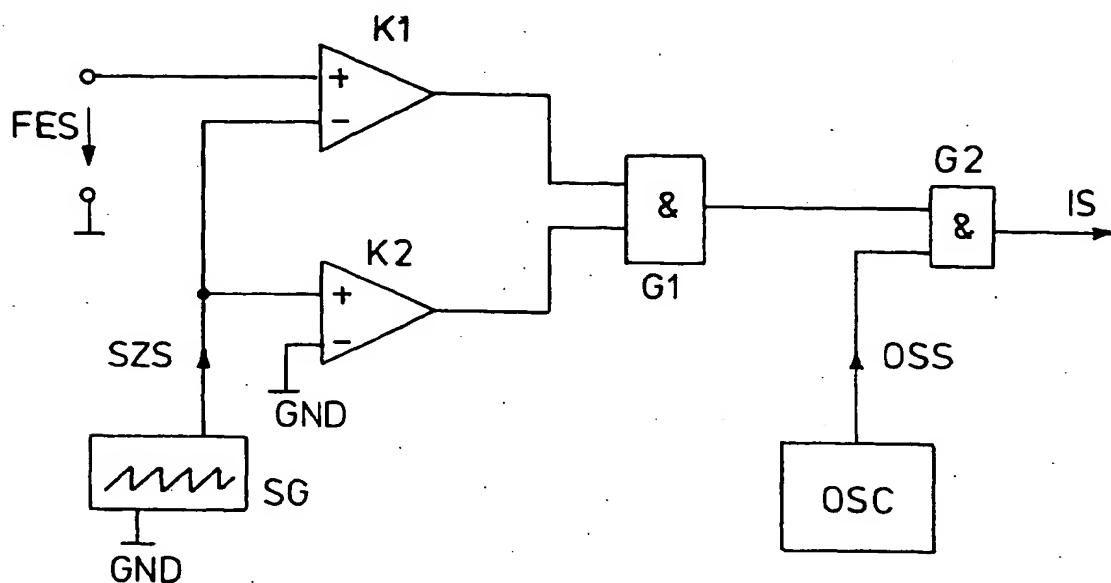 K1
+
-
FES
G2
&
&
IS
K2
G1
+
-
SZS
OSS
GND
SG
OSC
GND